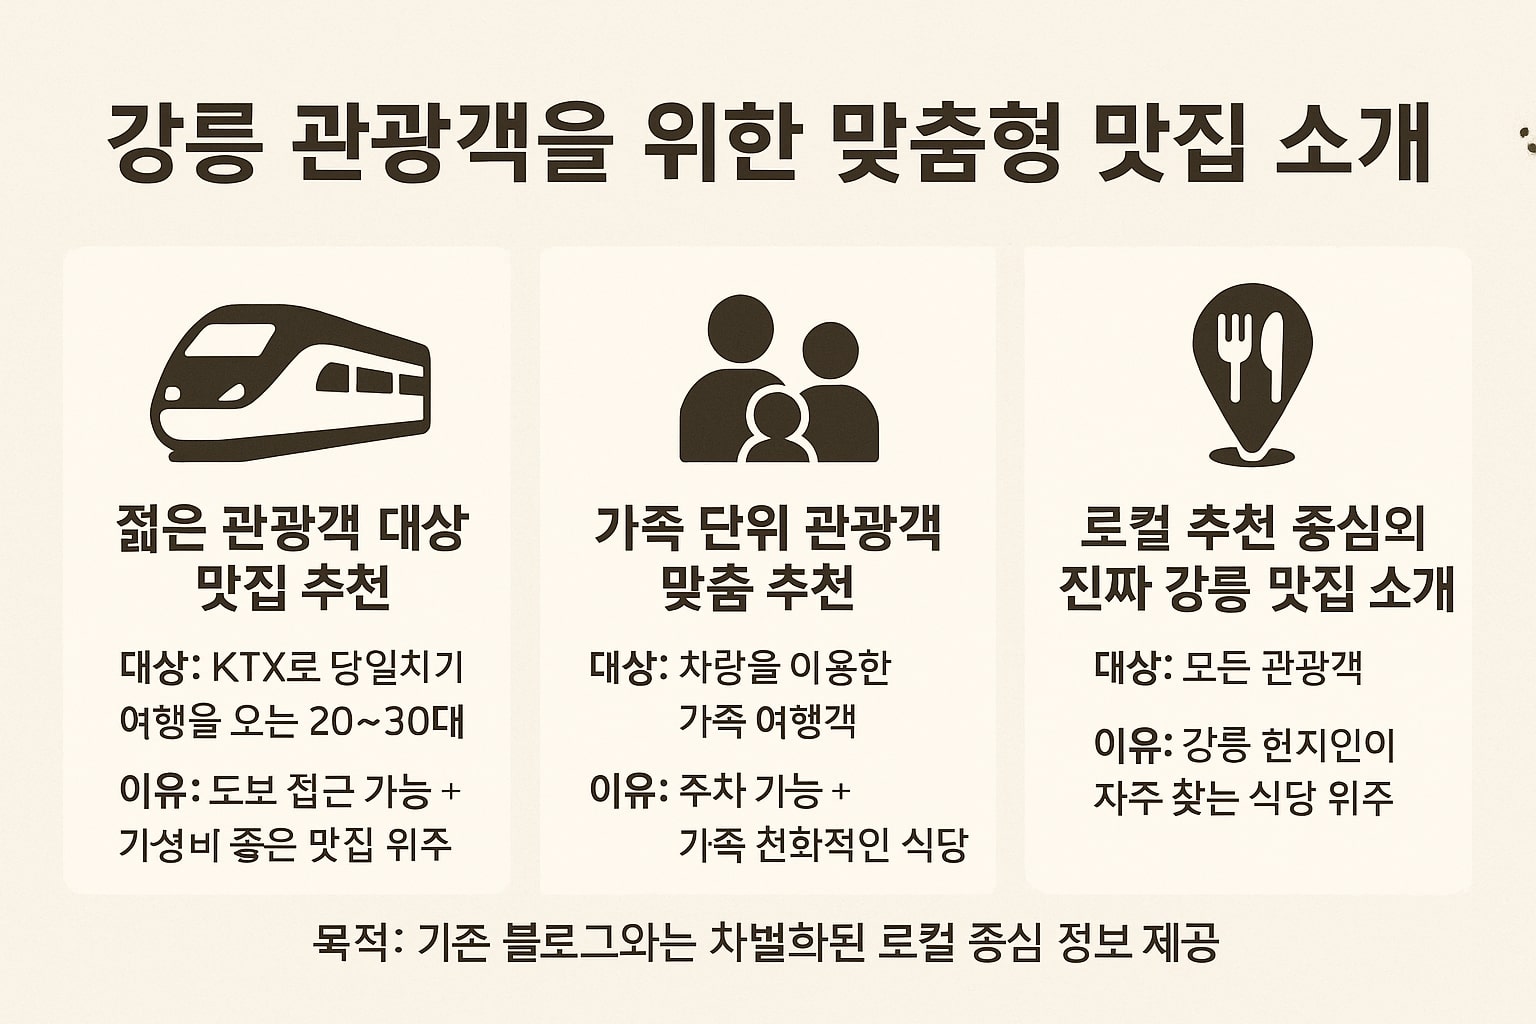 강릉 관광객을 위한 맞춤형 맛집 소개
젊은 관광객 대상
맛집 추천
대상: KTX로 당일치기
여행을 오는 20~30대
이유: 도보 접근 가능 +
기성비 좋은 맛집 위주
가족 단위 관광객
맞춤 추천
대상: 차량을 이용한
가족 여행객
이유: 주차 기능 +
가족 천화적인 식당
로컬 추천 중심외
진짜 강릉 맛집 소개
대상: 모든 관광객
이유: 강릉 헌지인이
자주 찾는 식당 위주
목적: 기존 블로그와는 차별화된 로컬 중심 정보 제공